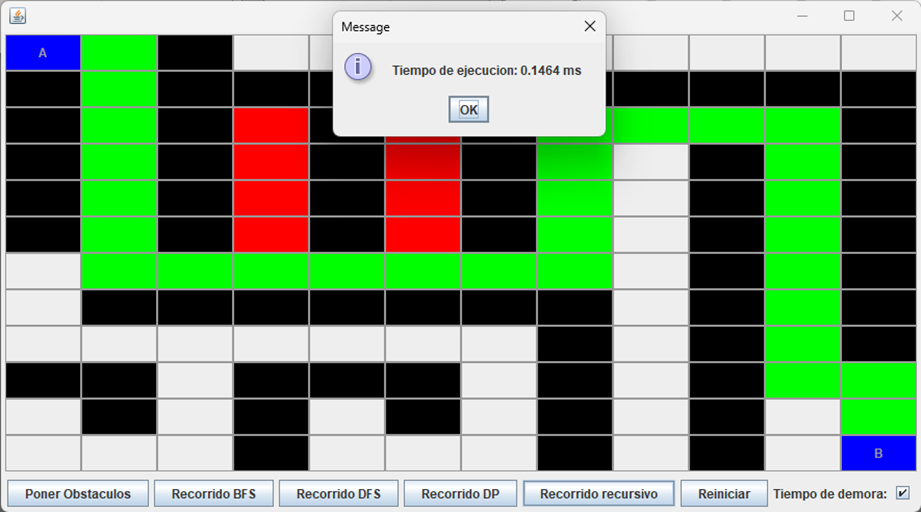 Message
A
i
Tiempo de ejecucion: 0.1464 ms
OK
B
Poner Obstaculos Recorrido BFS Recorrido DFS Recorrido DP Recorrido recursivo Reiniciar Tiempo de demora: